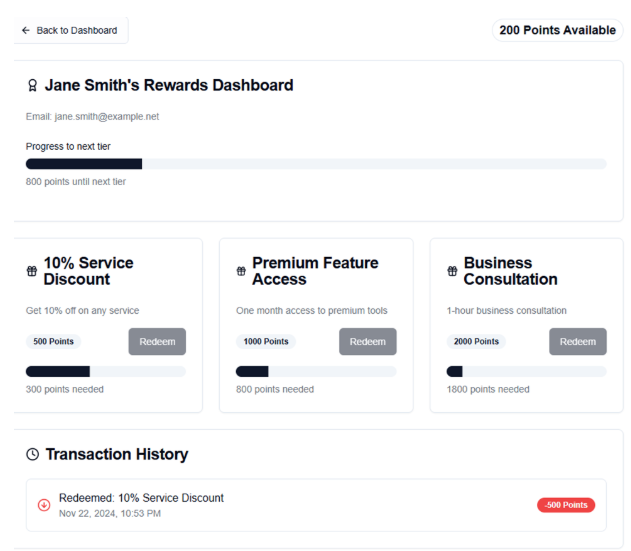 Back to Dashboard
200 Points Available
Jane Smith's Rewards Dashboard
Email: jane.smith@example.net
Progress to next tier
800 points until next tier
10% Service
Discount
Get 10% off on any service
500 Points
Redeem
300 points needed
Premium Feature
Access
One month access to premium tools
1000 Points
Redeem
800 points needed
Business
Consultation
1-hour business consultation
2000 Points
Redeem
1800 points needed
Transaction History
Redeemed: 10% Service Discount
Nov 22, 2024, 10:53 PM
-500 Points